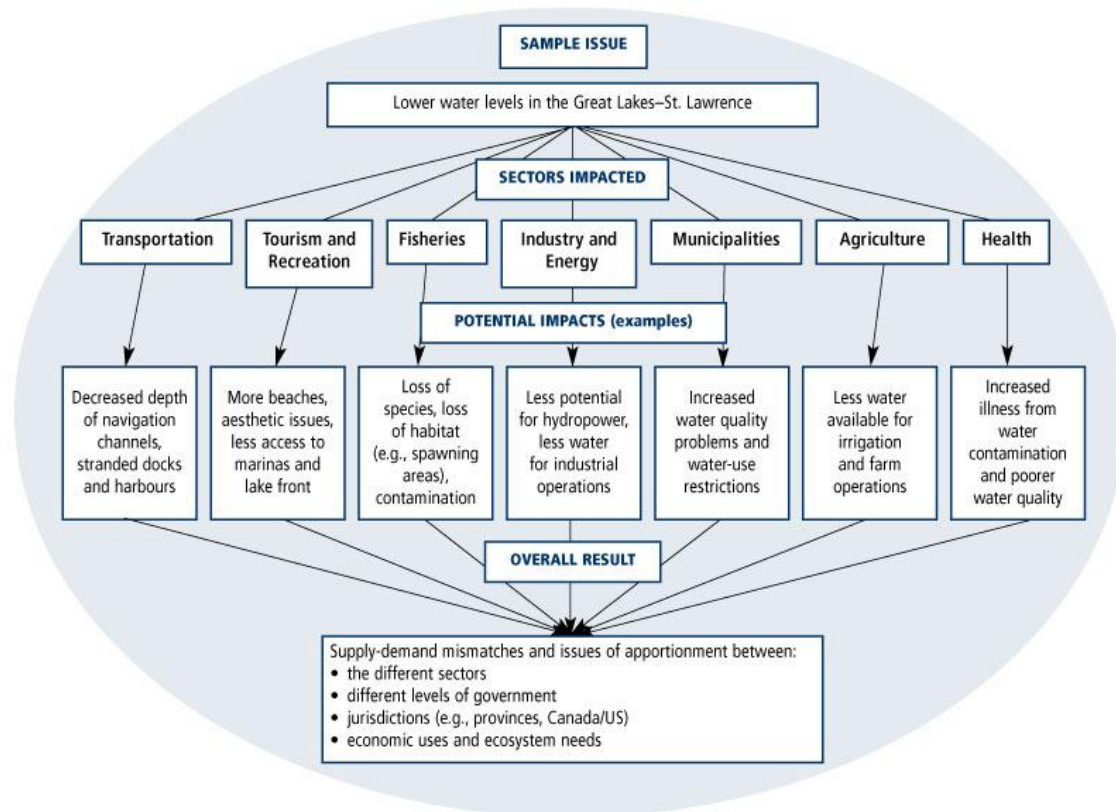 SAMPLE ISSUE
Lower water levels in the Great Lakes–St. Lawrence
SECTORS IMPACTED
Transportation
Tourism and
Recreation
Fisheries
Industry and
Energy
Municipalities
Agriculture
Health
POTENTIAL IMPACTS (examples)
Decreased depth
of navigation
channels,
stranded docks
and harbours
More beaches,
aesthetic issues,
less access to
marinas and
lake front
Loss of
species, loss
of habitat
(e.g., spawning
areas),
contamination
Less potential
for hydropower,
less water
for industrial
operations
Increased
water quality
problems and
water-use
restrictions
Less water
available for
irrigation
and farm
operations
Increased
illness from
water
contamination
and poorer
water quality
OVERALL RESULT
Supply-demand mismatches and issues of apportionment between:
• the different sectors
• different levels of government
• jurisdictions (e.g., provinces, Canada/US)
• economic uses and ecosystem needs